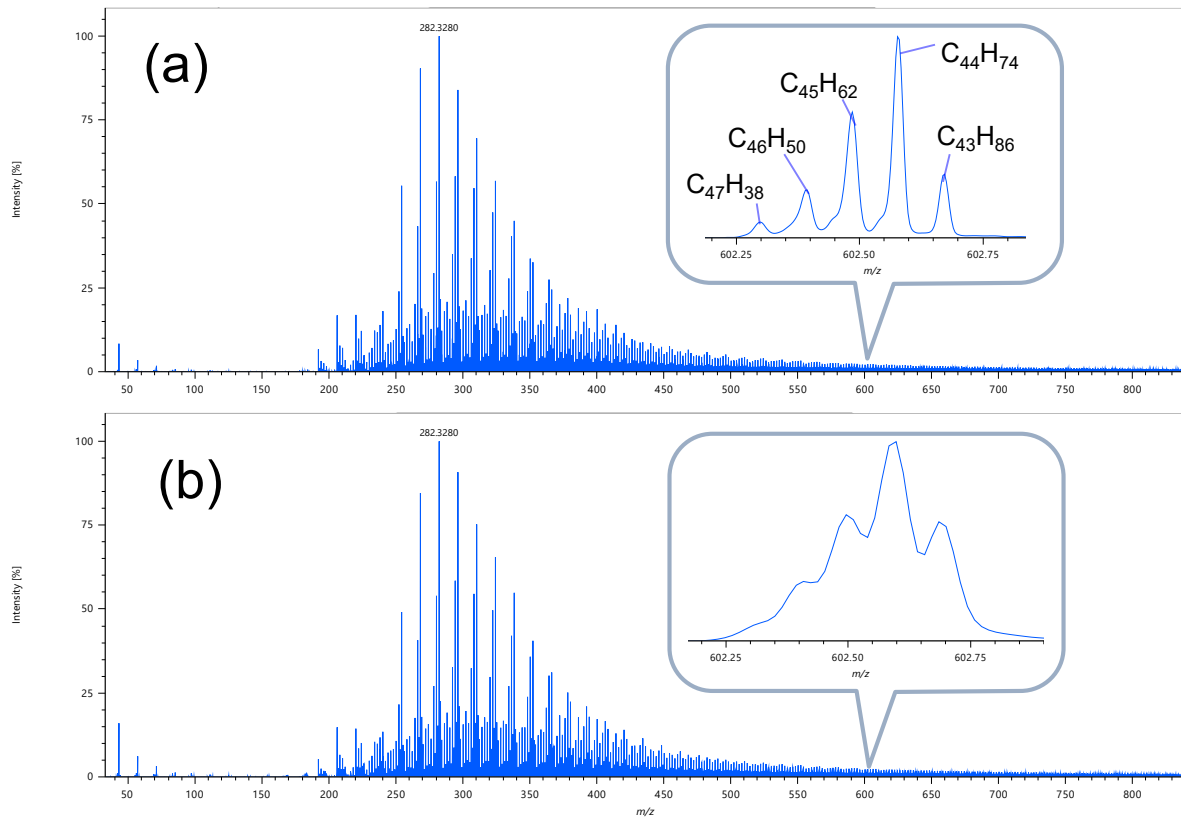 282.3280
(a)
C₄₄H₇₄
C₄₅H₆₂
C₄₆H₅₀
C₄₃H₈₆
C₄₇H₃₈
602.25 602.50 602.75
m/z
Intensity [%]
100
75
50
25
0
50 100 150 200 250 300 350 400 450 500 550 600 650 700 750 800
282.3280
(b)
602.25 602.50 602.75
m/z
Intensity [%]
100
75
50
25
0
50 100 150 200 250 300 350 400 450 500 550 600 650 700 750 800
m/z